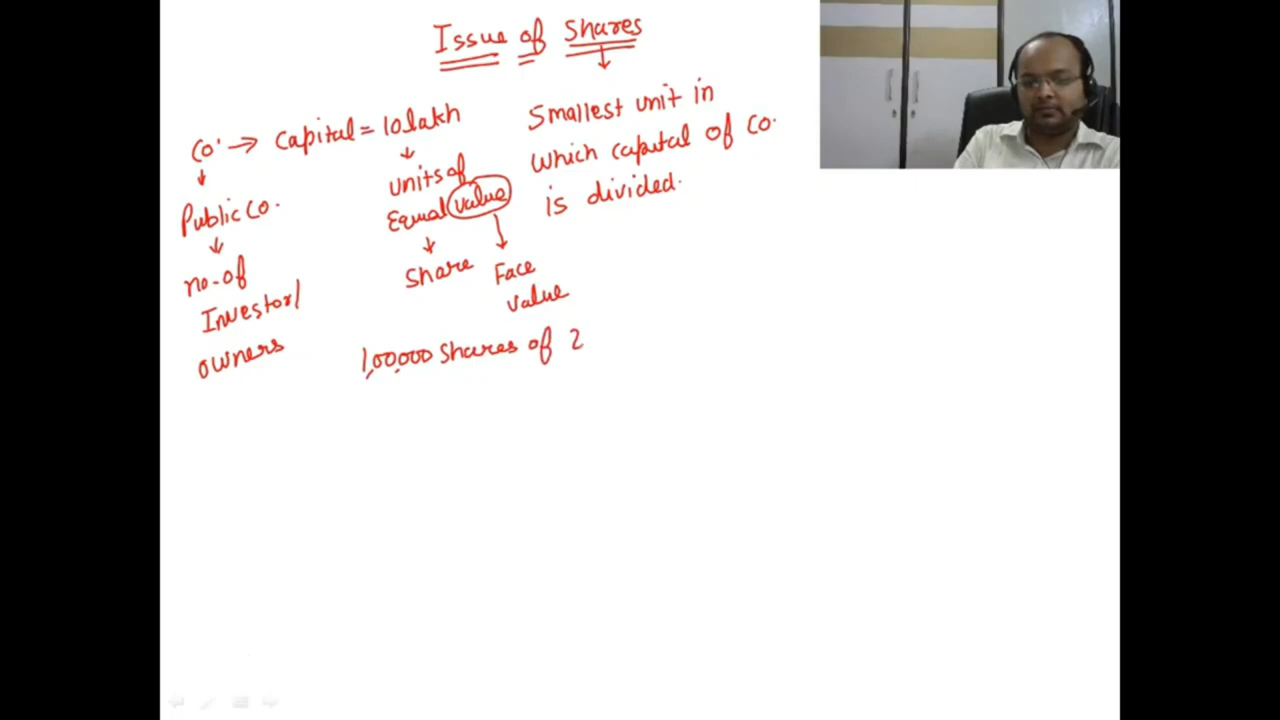 Issue of Shares
Co. → Capital = 10 lakh
↓
Public Co.
↓
no. of
Investor/
owners
↓
units of
Equal value
↓
Share
Face
value
Smallest unit in
which capital of co.
is divided.
1,00,000 Shares of 2